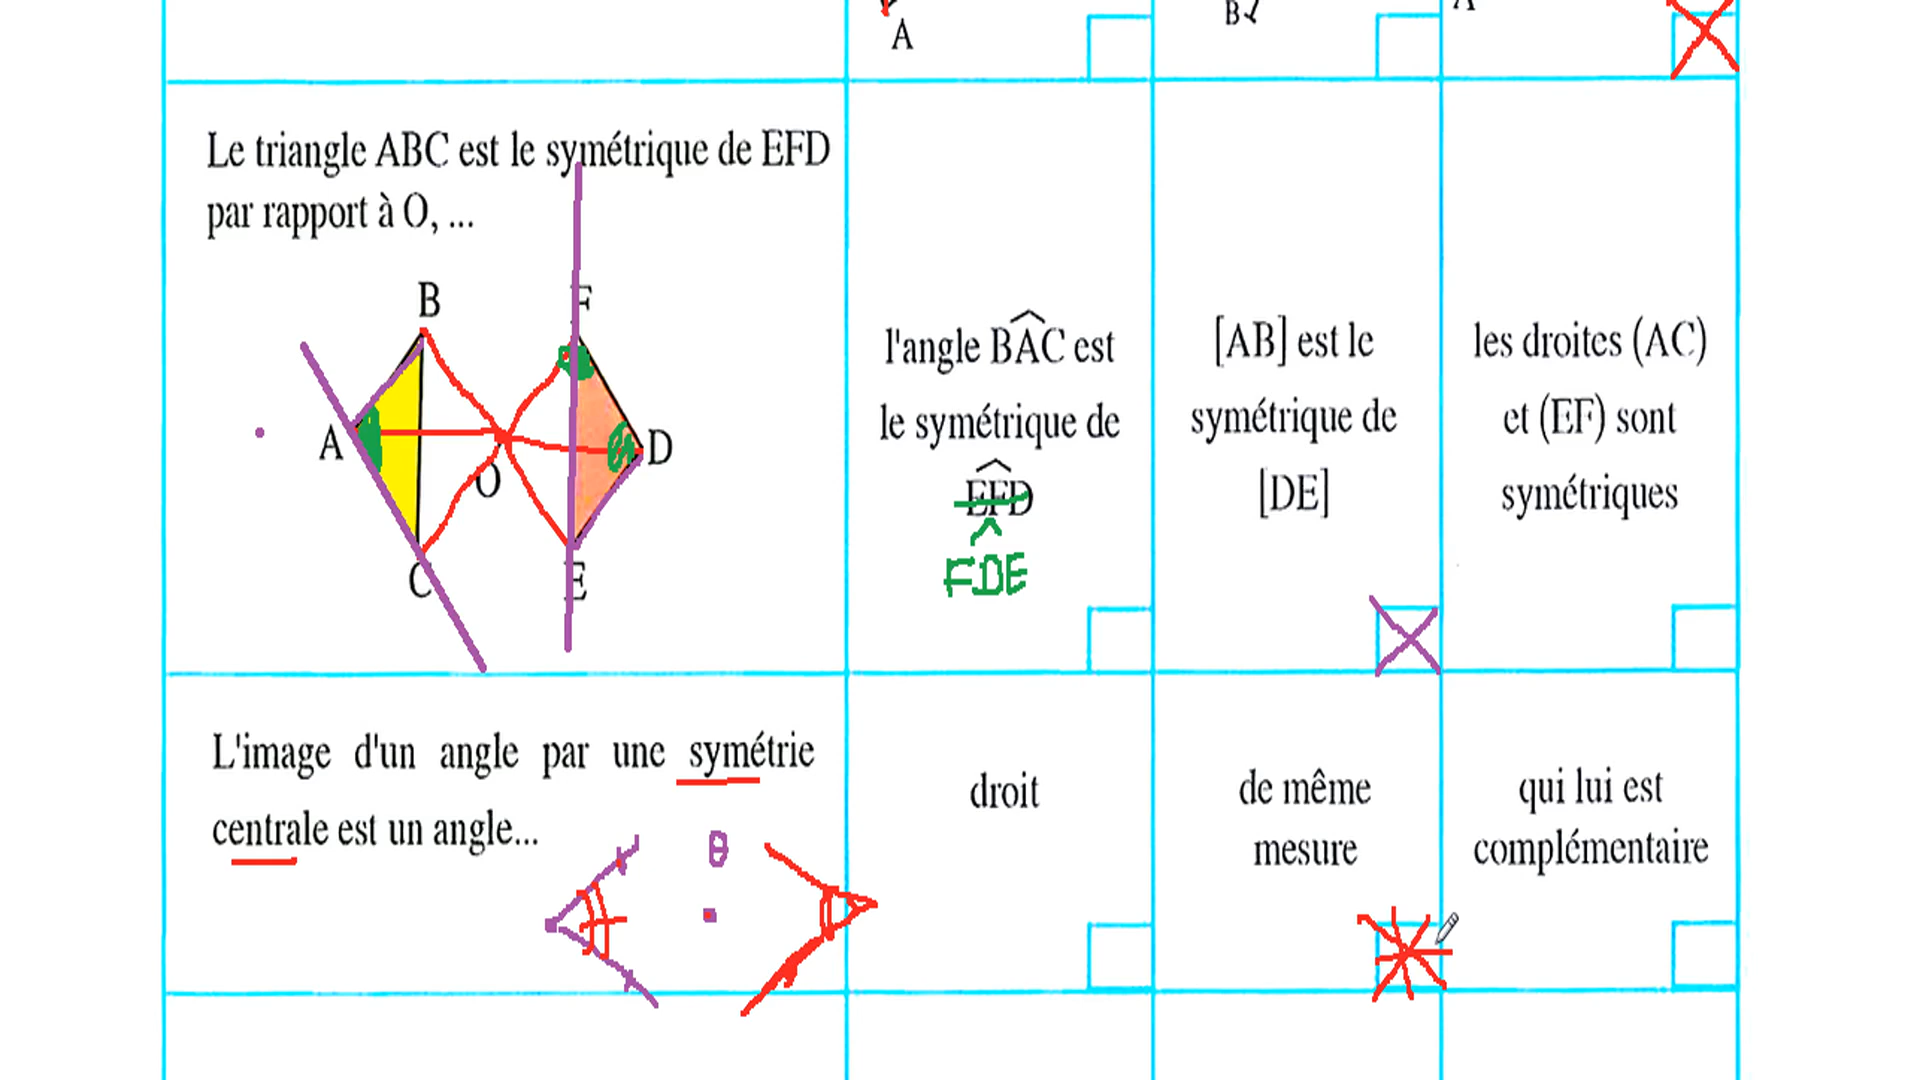 A
B
A
Le triangle ABC est le symétrique de EFD
par rapport à O, ...
B
F
A
D
O
C
E
l'angle BAC est
le symétrique de
EFD
FDE
[AB] est le
symétrique de
[DE]
les droites (AC)
et (EF) sont
symétriques
L'image d'un angle par une symétrie
centrale est un angle...
droit
de même
mesure
qui lui est
complémentaire